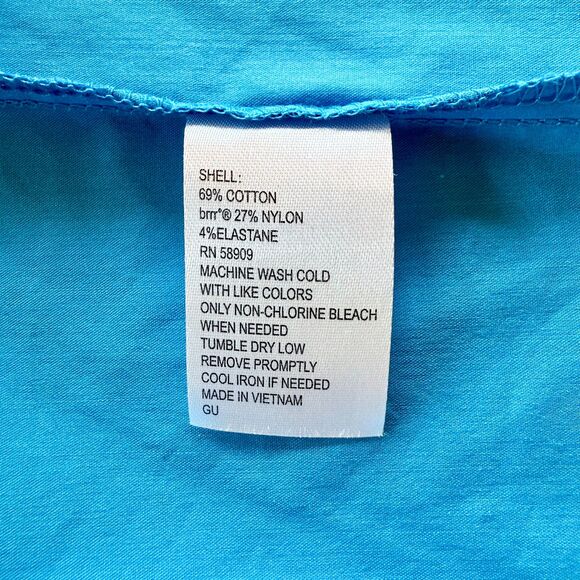 SHELL:
69% COTTON
brrr°® 27% NYLON
4%ELASTANE
RN 58909
MACHINE WASH COLD
WITH LIKE COLORS
ONLY NON-CHLORINE BLEACH
WHEN NEEDED
TUMBLE DRY LOW
REMOVE PROMPTLY
COOL IRON IF NEEDED
MADE IN VIETNAM
GU